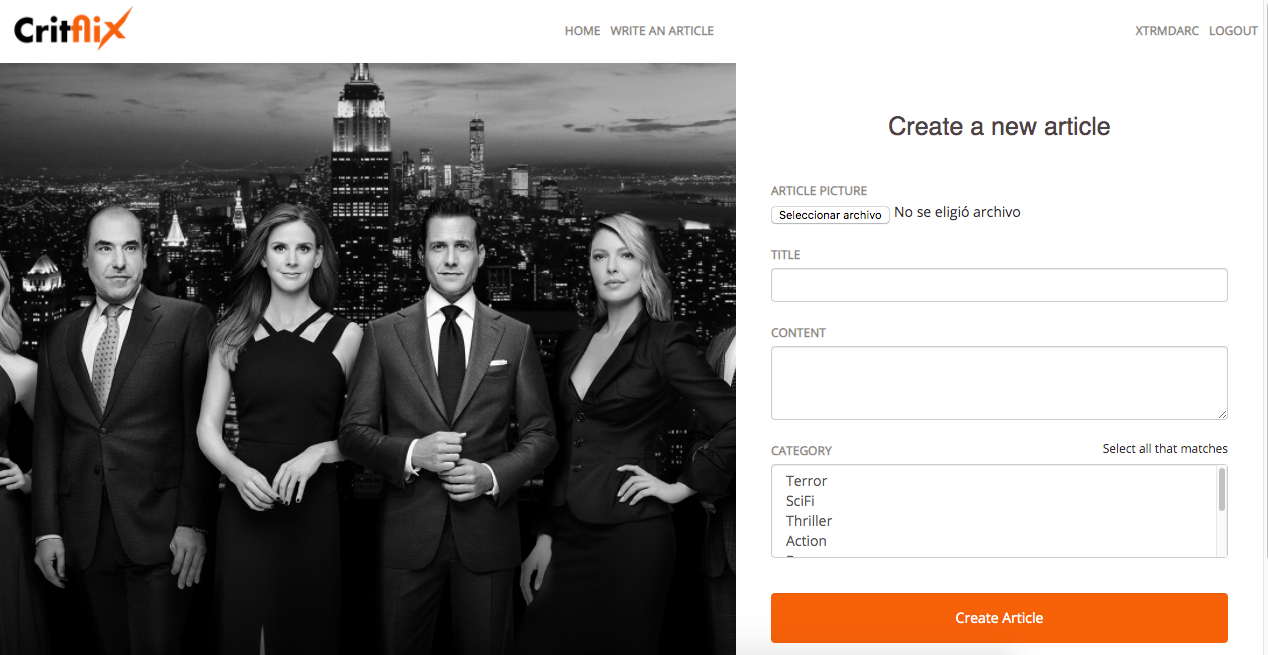 Critflix
HOME WRITE AN ARTICLE
XTRMDARC LOGOUT
Create a new article
ARTICLE PICTURE
Seleccionar archivo No se eligió archivo
TITLE
CONTENT
CATEGORY
Select all that matches
Terror
SciFi
Thriller
Action
Create Article